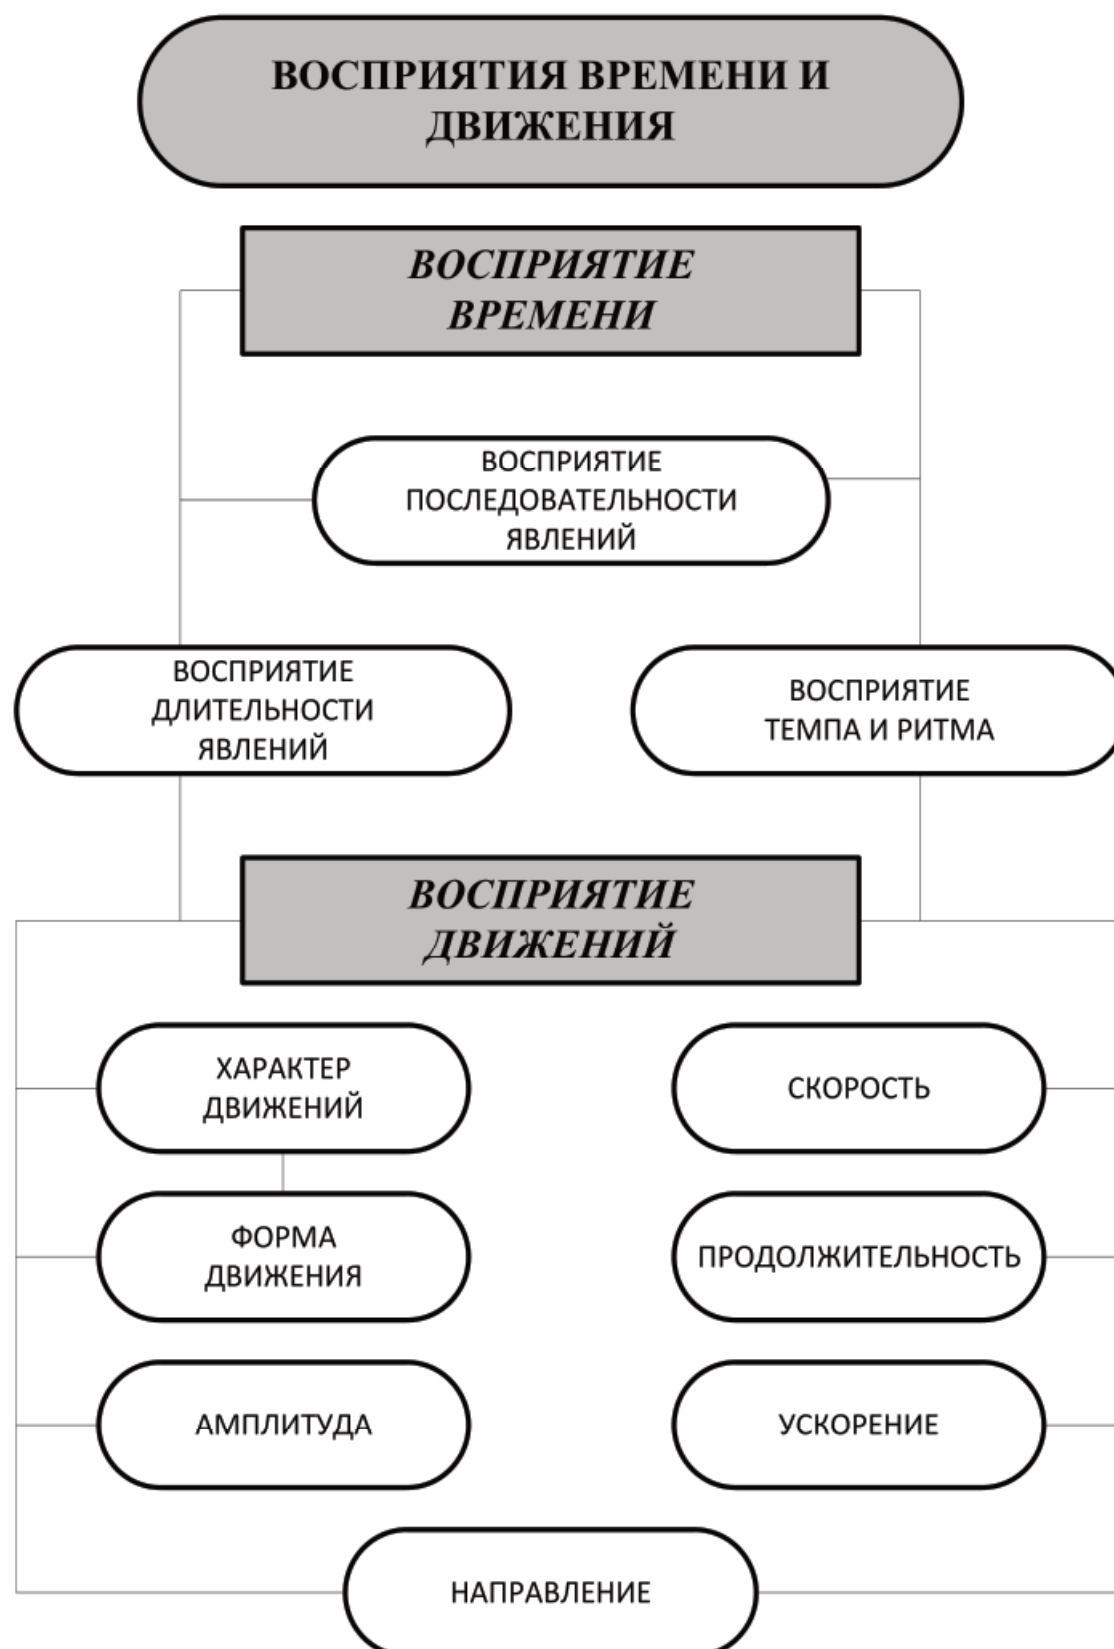 ВОСПРИЯТИЯ ВРЕМЕНИ И
ДВИЖЕНИЯ
ВОСПРИЯТИЕ
ВРЕМЕНИ
ВОСПРИЯТИЕ
ПОСЛЕДОВАТЕЛЬНОСТИ
ЯВЛЕНИЙ
ВОСПРИЯТИЕ
ДЛИТЕЛЬНОСТИ
ЯВЛЕНИЙ
ВОСПРИЯТИЕ
ТЕМПА И РИТМА
ВОСПРИЯТИЕ
ДВИЖЕНИЙ
ХАРАКТЕР
ДВИЖЕНИЙ
СКОРОСТЬ
ФОРМА
ДВИЖЕНИЯ
ПРОДОЛЖИТЕЛЬНОСТЬ
АМПЛИТУДА
УСКОРЕНИЕ
НАПРАВЛЕНИЕ